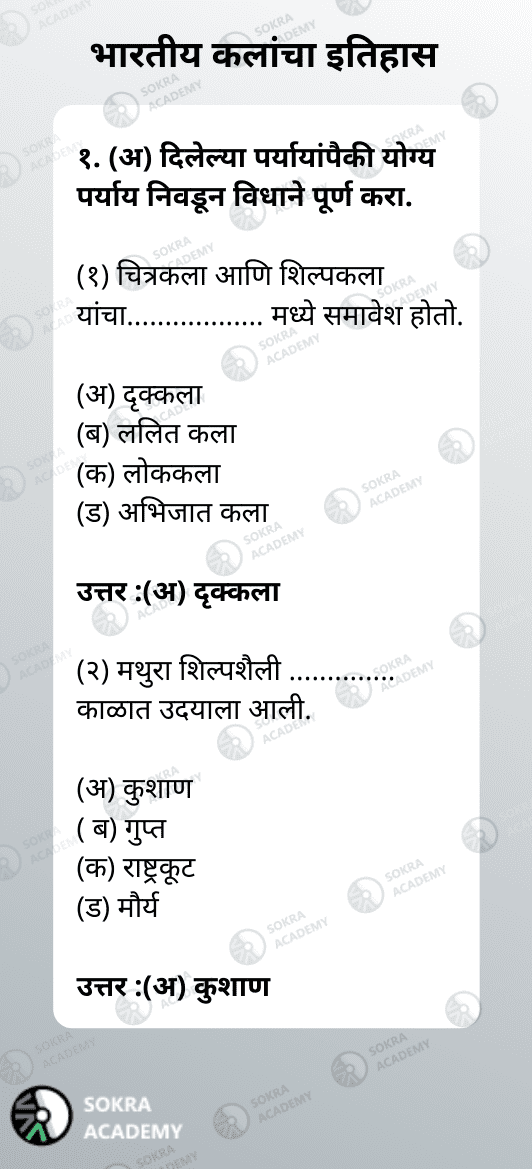 भारतीय कलांचा इतिहास
१. (अ) दिलेल्या पर्यायांपैकी योग्य
पर्याय निवडून विधाने पूर्ण करा.
(१) चित्रकला आणि शिल्पकला
यांचा.................. मध्ये समावेश होतो.
(अ) दृक्कला
(ब) ललित कला
(क) लोककला
(ड) अभिजात कला
उत्तर :(अ) दृक्कला
(२) मथुरा शिल्पशैली ..............
काळात उदयाला आली.
(अ) कुशाण
( ब) गुप्त
(क) राष्ट्रकूट
(ड) मौर्य
उत्तर :(अ) कुशाण
SOKRA
ACADEMY